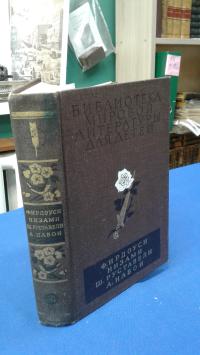 БИБЛИОТЕКА
МИРОВОЙ
ЛИТЕРАТУРЫ
ДЛЯ ДЕТЕЙ
ФИРДОУСИ
НИЗАМИ
Ш. РУСТАВЕЛИ
А. НАВОИ
ФИРДОУСИ
НИЗАМИ
Ш. РУСТАВЕЛИ
А. НАВОИ